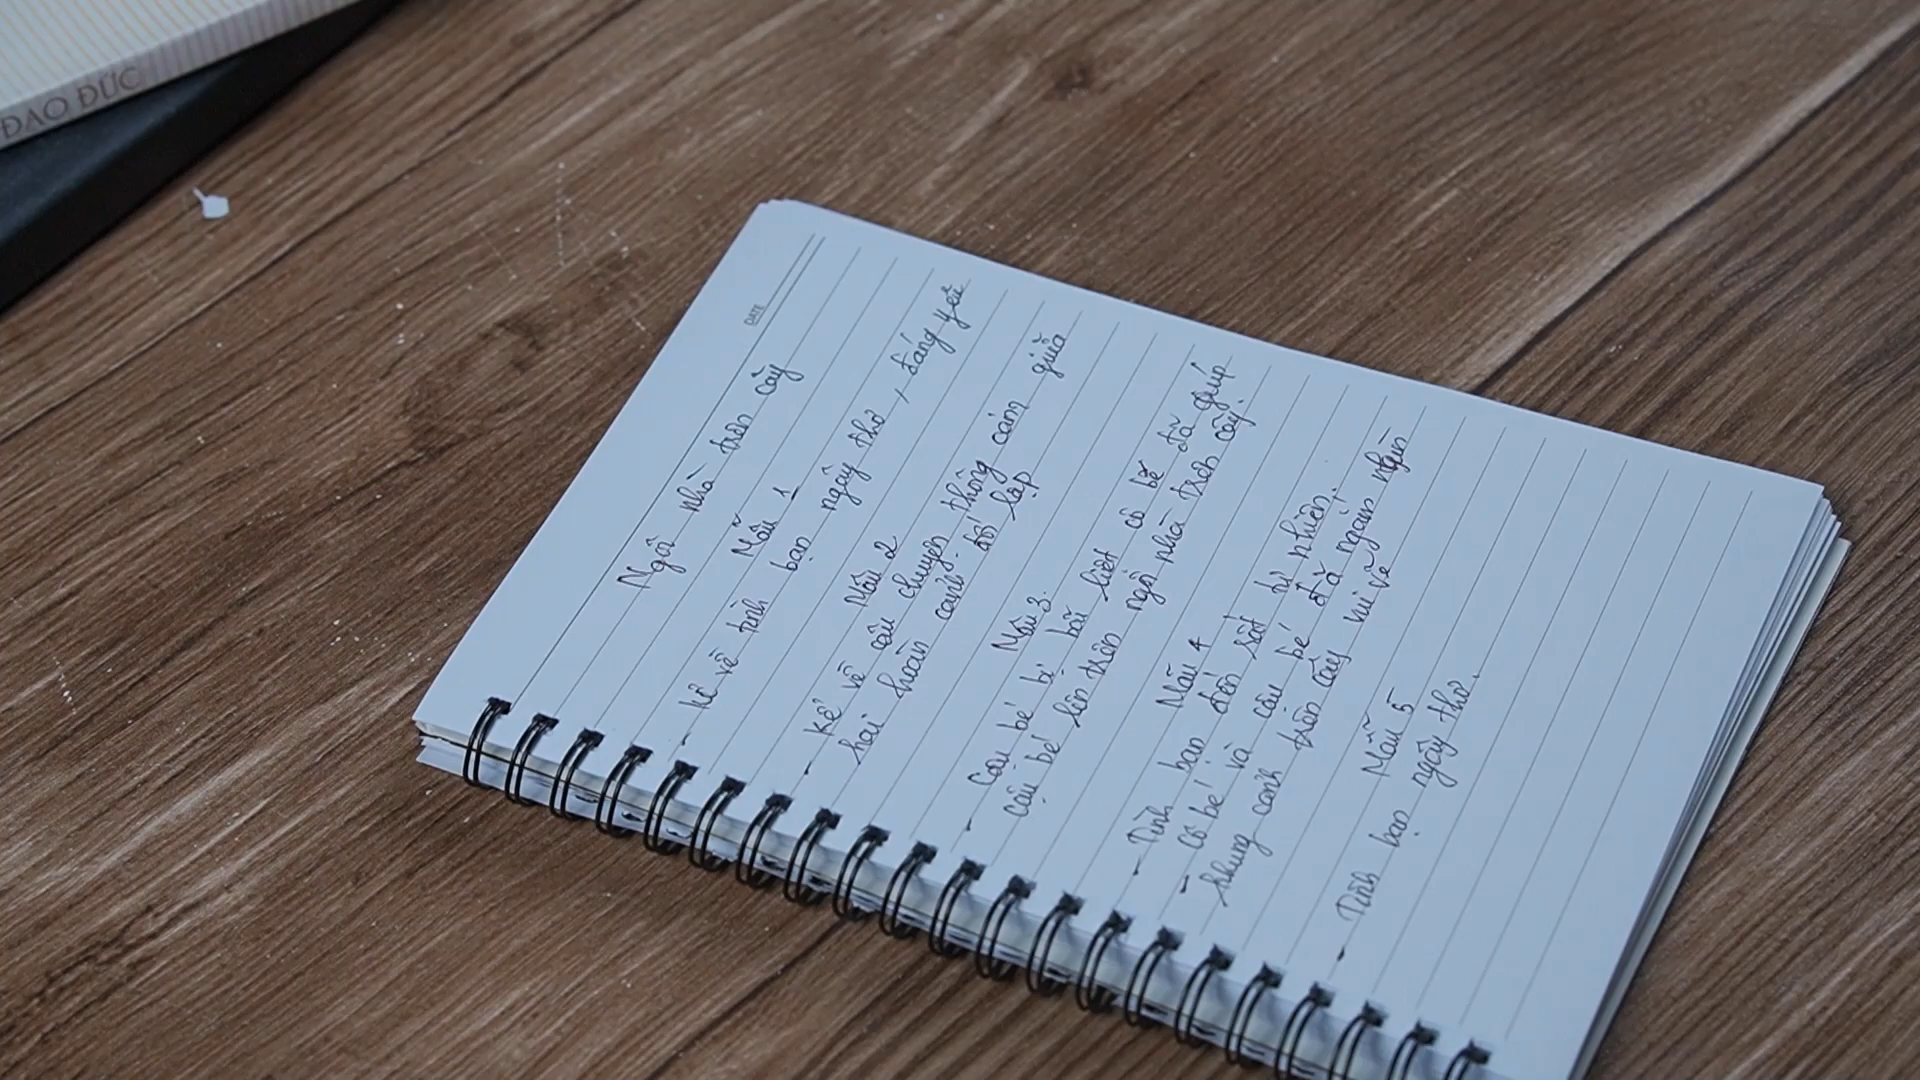 ĐẠO ĐỨC
DATE
Ngôi nhà trên cây
Mẫu 1
Kể về tình bạn ngây thơ, đáng yêu
Mẫu 2
- Kể về câu chuyện thông cảm giữa
hai hoàn cảnh đối lập
Mẫu 3.
- Cậu bé bị bại liệt cô bé đã giúp
cậu bé lên trên ngôi nhà trên cây.
Mẫu 4
- Tình bạn đến rất tự nhiên.
- Cô bé và cậu bé đã ngắm nhìn
khung cảnh trên cây vui vẻ
Mẫu 5
- Tình bạn ngây thơ.